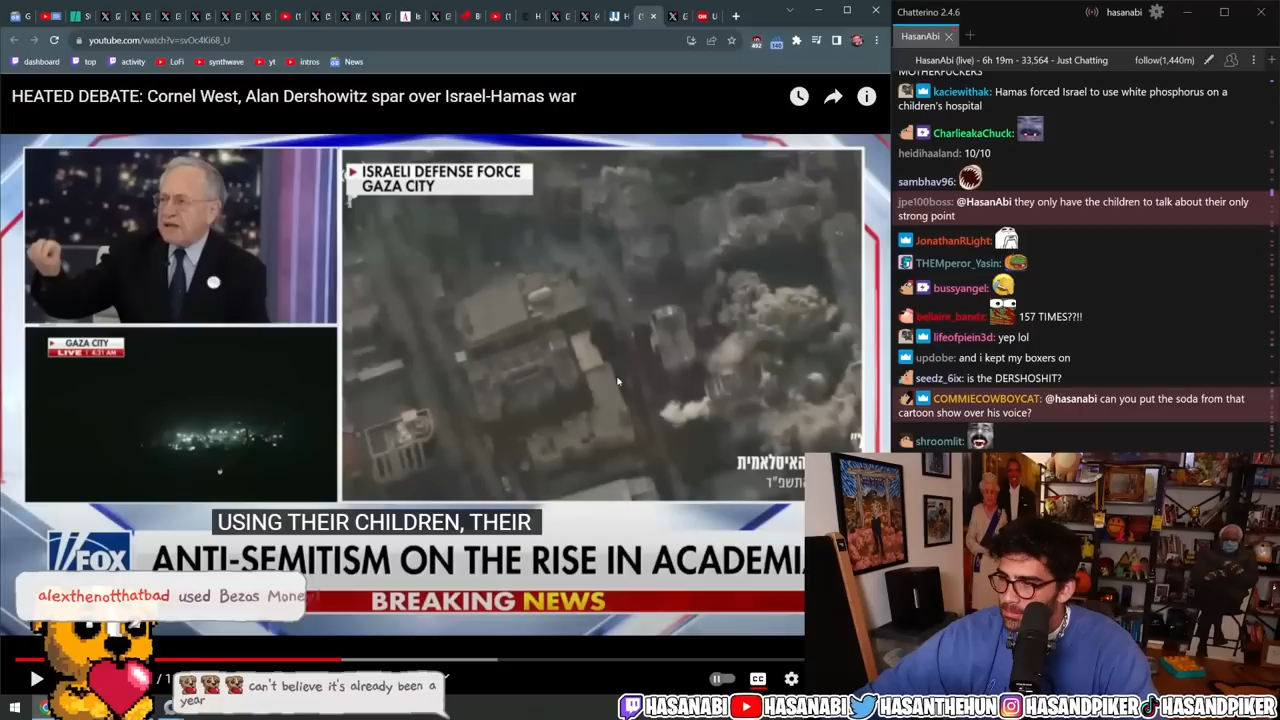 youtube.com/watch?v=svOc4Ki68_U
dashboard
top
activity
LoFi
synthwave
yt
intros
News
HEATED DEBATE: Cornel West, Alan Dershowitz spar over Israel-Hamas war
ISRAELI DEFENSE FORCE
GAZA CITY
GAZA CITY
LIVE 4:31 AM
האיסלאמית
התשפ"ד
USING THEIR CHILDREN, THEIR
FOX
ANTI-SEMITISM ON THE RISE IN ACADEMI
BREAKING NEWS
alexthenotthatbad used Bezos Money!
can't believe it's already been a
year
Chatterino 2.4.6
hasanabi
HasanAbi
HasanAbi (live) - 6h 19m - 33,564 - Just Chatting
follow(1,440m)
MOTHERFUCKERS
kaciewithak: Hamas forced Israel to use white phosphorus on a
children's hospital
CharlieakaChuck:
heidihaaland: 10/10
sambhav96:
jpe100boss: @HasanAbi they only have the children to talk about their only
strong point
JonathanRLight:
THEMperor_Yasin:
bussyangel:
bellaire_bandz: 157 TIMES??!!
lifeofpiein3d: yep lol
updobe: and i kept my boxers on
seedz_6ix: is the DERSHOSHIT?
COMMIECOWBOYCAT: @hasanabi can you put the soda from that
cartoon show over his voice?
shroomlit:
HASANABI
HASANABI
HASANTHEHUN
HASANDPIKER
HASANDPIKER